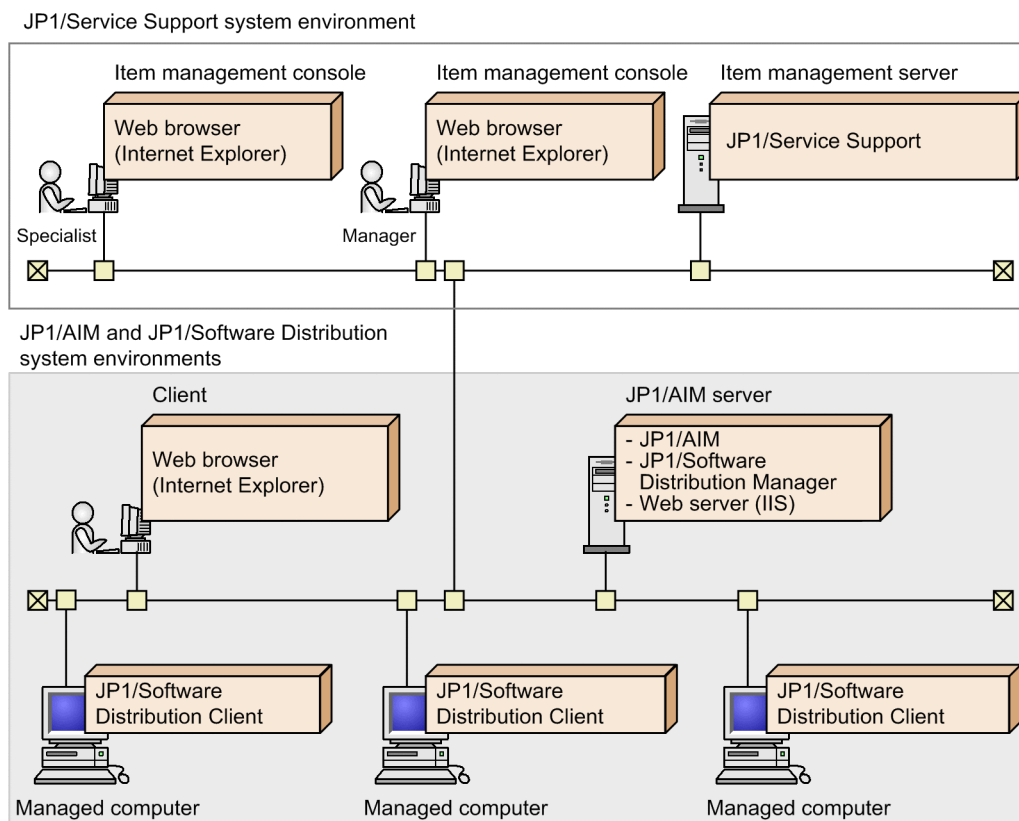 JP1/Service Support system environment
Item management console
Item management console
Item management server
Web browser
(Internet Explorer)
Web browser
(Internet Explorer)
JP1/Service Support
Specialist
Manager
JP1/AIM and JP1/Software Distribution
system environments
Client
JP1/AIM server
Web browser
(Internet Explorer)
- JP1/AIM
- JP1/Software
Distribution Manager
- Web server (IIS)
JP1/Software
Distribution Client
JP1/Software
Distribution Client
JP1/Software
Distribution Client
Managed computer
Managed computer
Managed computer